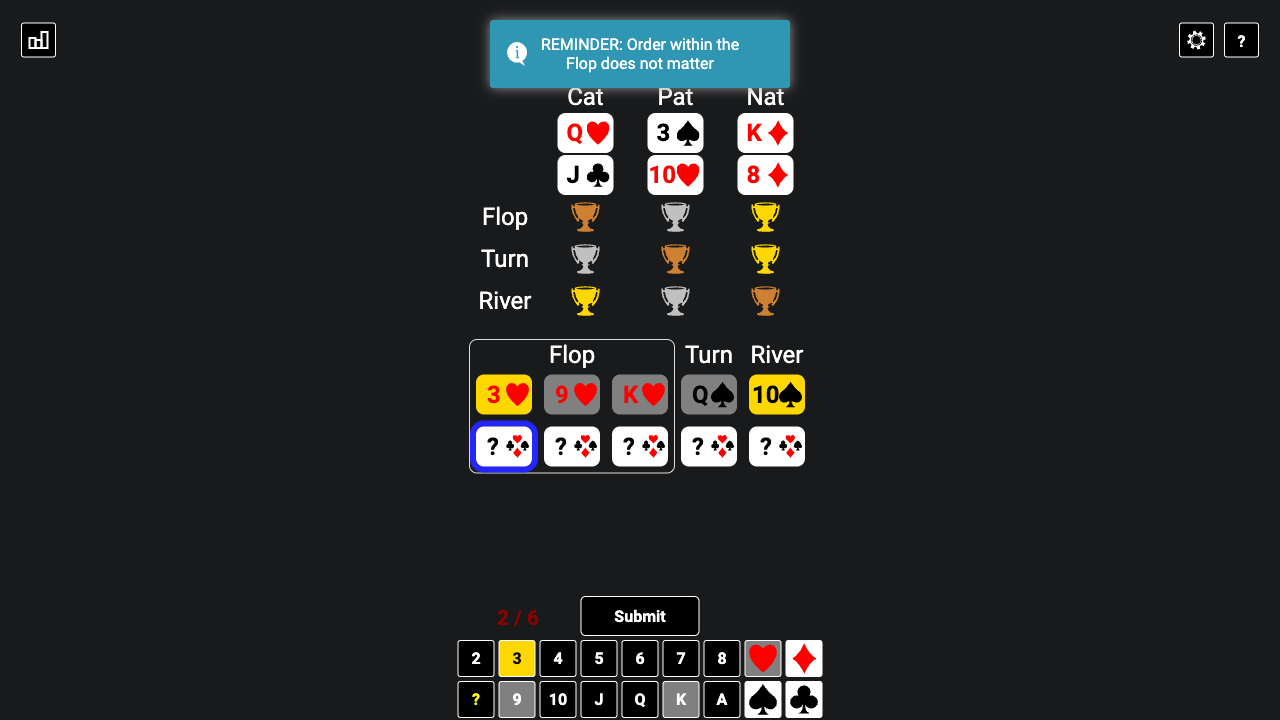 REMINDER: Order within the
Flop does not matter
?
Cat Pat Nat
Q 3 K
J 10 8
Flop
Turn
River
Flop Turn River
3 9 K Q 10
? ? ? ? ?
2 / 6 Submit
2 3 4 5 6 7 8
? 9 10 J Q K A